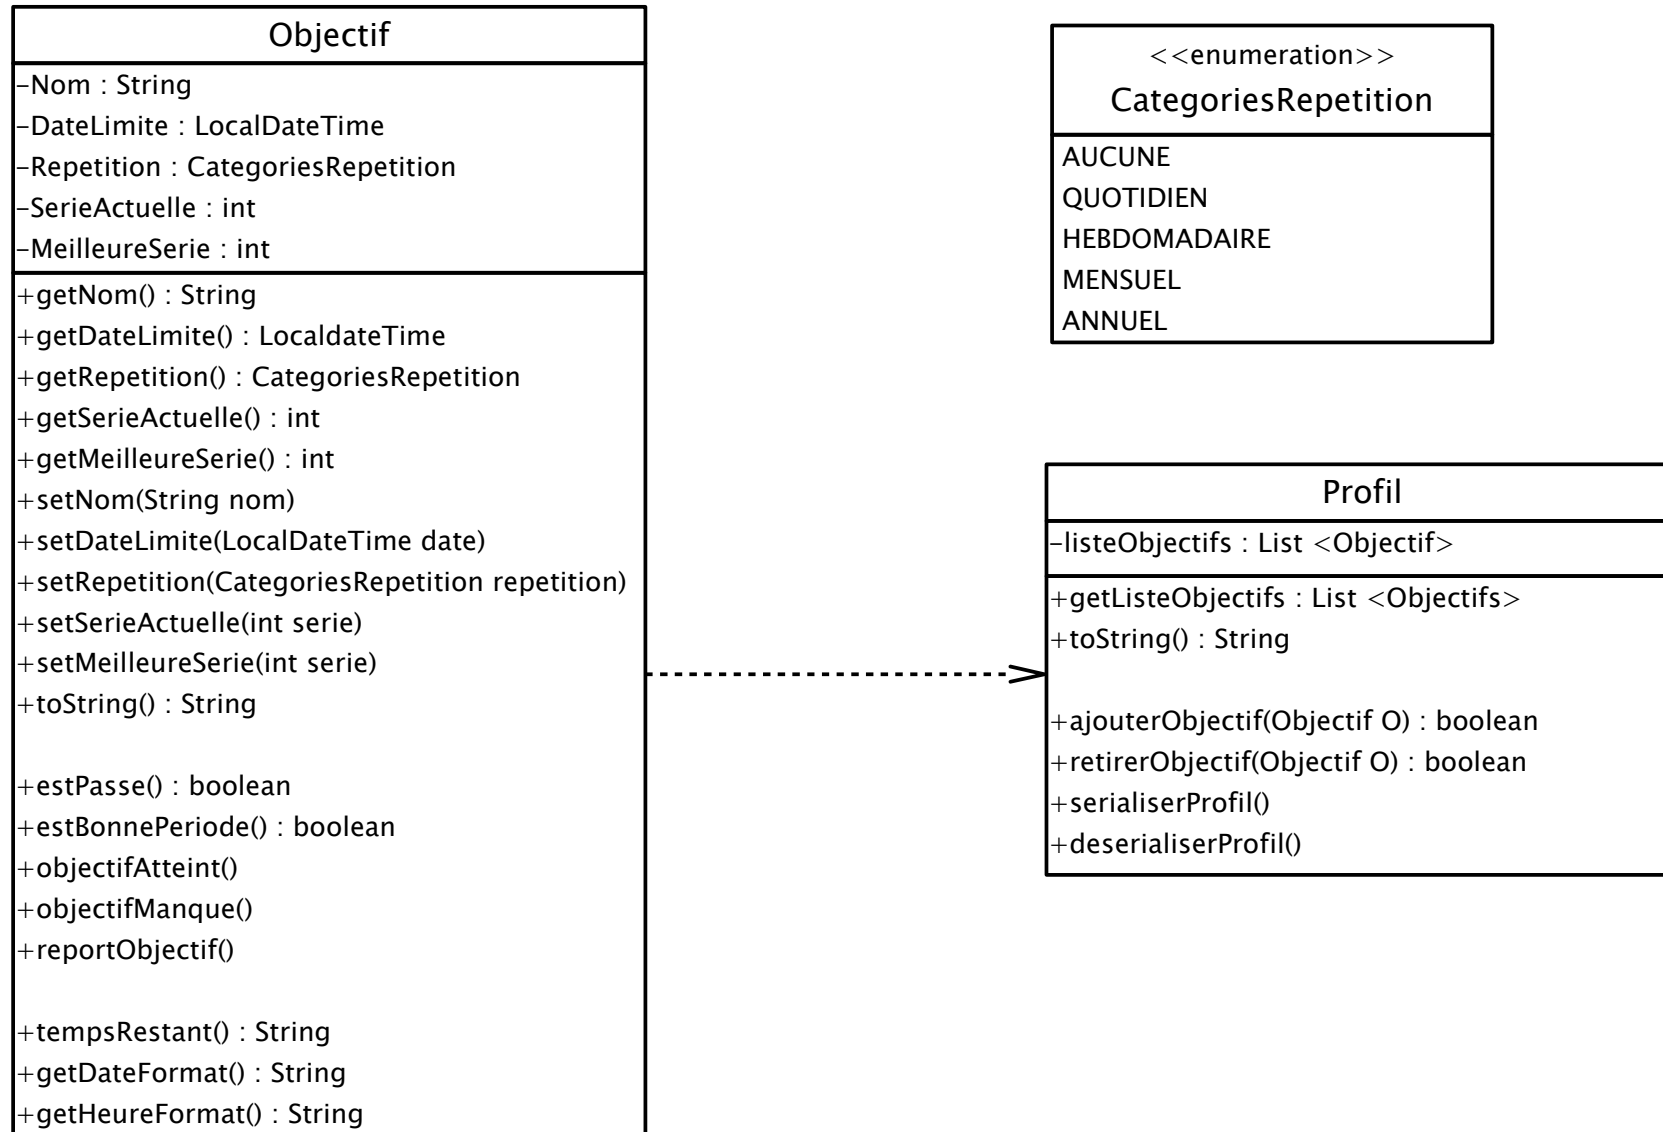 Objectif
-Nom : String
-DateLimite : LocalDateTime
-Repetition : CategoriesRepetition
-SerieActuelle : int
-MeilleureSerie : int
+getNom() : String
+getDateLimite() : LocaldateTime
+getRepetition() : CategoriesRepetition
+getSerieActuelle() : int
+getMeilleureSerie() : int
+setNom(String nom)
+setDateLimite(LocalDateTime date)
+setRepetition(CategoriesRepetition repetition)
+setSerieActuelle(int serie)
+setMeilleureSerie(int serie)
+toString() : String
+estPasse() : boolean
+estBonnePeriode() : boolean
+objectifAtteint()
+objectifManque()
+reportObjectif()
+tempsRestant() : String
+getDateFormat() : String
+getHeureFormat() : String
<<enumeration>>
CategoriesRepetition
AUCUNE
QUOTIDIEN
HEBDOMADAIRE
MENSUEL
ANNUEL
Profil
-listeObjectifs : List <Objectif>
+getListeObjectifs : List <Objectifs>
+toString() : String
+ajouterObjectif(Objectif O) : boolean
+retirerObjectif(Objectif O) : boolean
+serialiserProfil()
+deserialiserProfil()